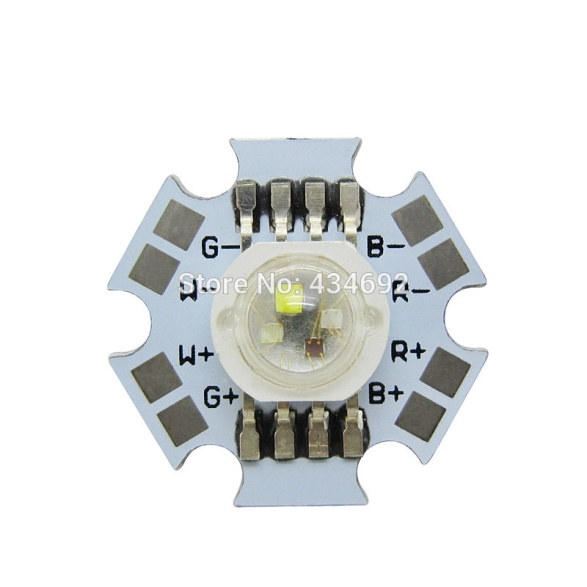 G- B-
Store No: 434692
W- R-
W+ R+
G+ B+